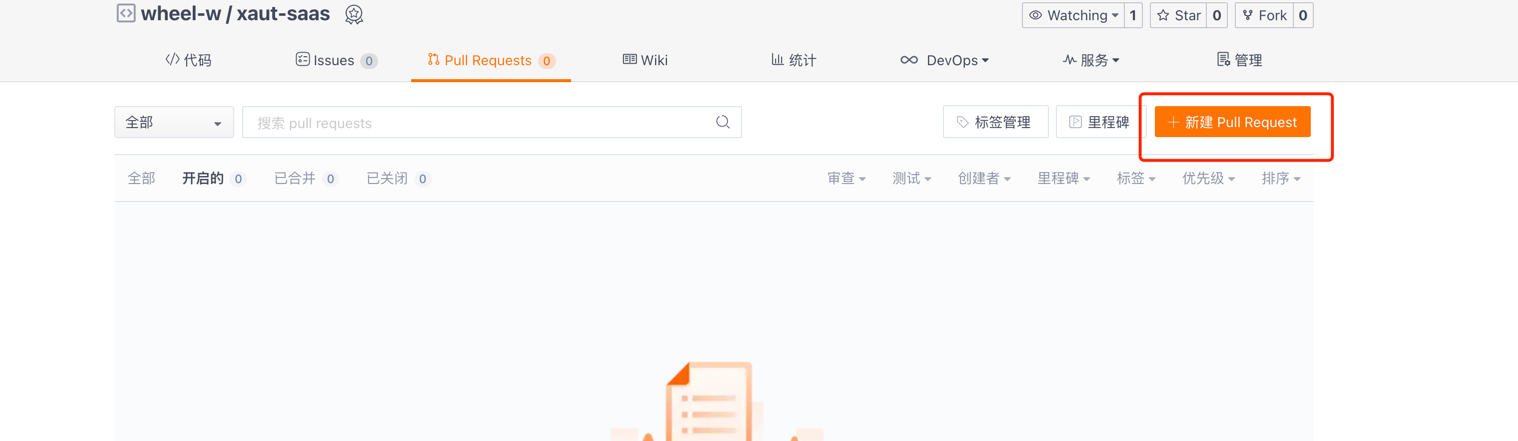 wheel-w / xaut-saas
Watching 1 Star 0 Fork 0
代码 Issues 0 Pull Requests 0 Wiki 统计 DevOps 服务 管理
全部 搜索 pull requests 标签管理 里程碑 + 新建 Pull Request
全部 开启的 0 已合并 0 已关闭 0 审查 测试 创建者 里程碑 标签 优先级 排序